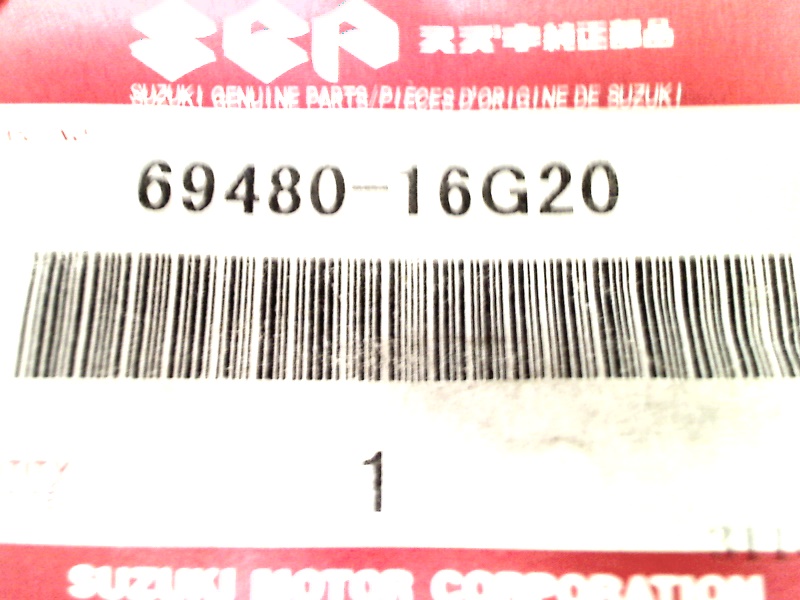 SGP スズキ純正部品
SUZUKI GENUINE PARTS/PIÈCES D'ORIGINE DE SUZUKI
69480-16G20
1
SUZUKI MOTOR CORPORATION